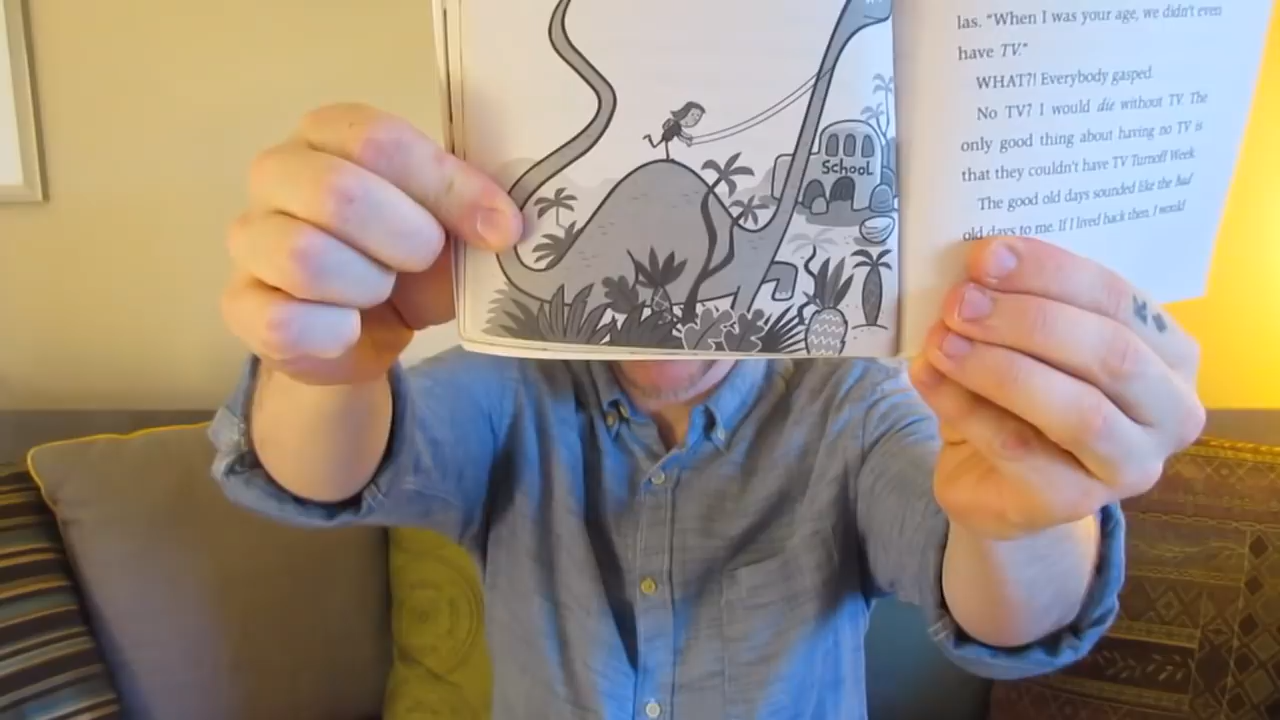 SchooL
las. "When I was your age, we didn't even
have TV."
WHAT?! Everybody gasped.
No TV? I would die without TV. The
only good thing about having no TV is
that they couldn't have TV Turnoff Week.
The good old days sounded like the bad
old days to me. If I lived back then, I would